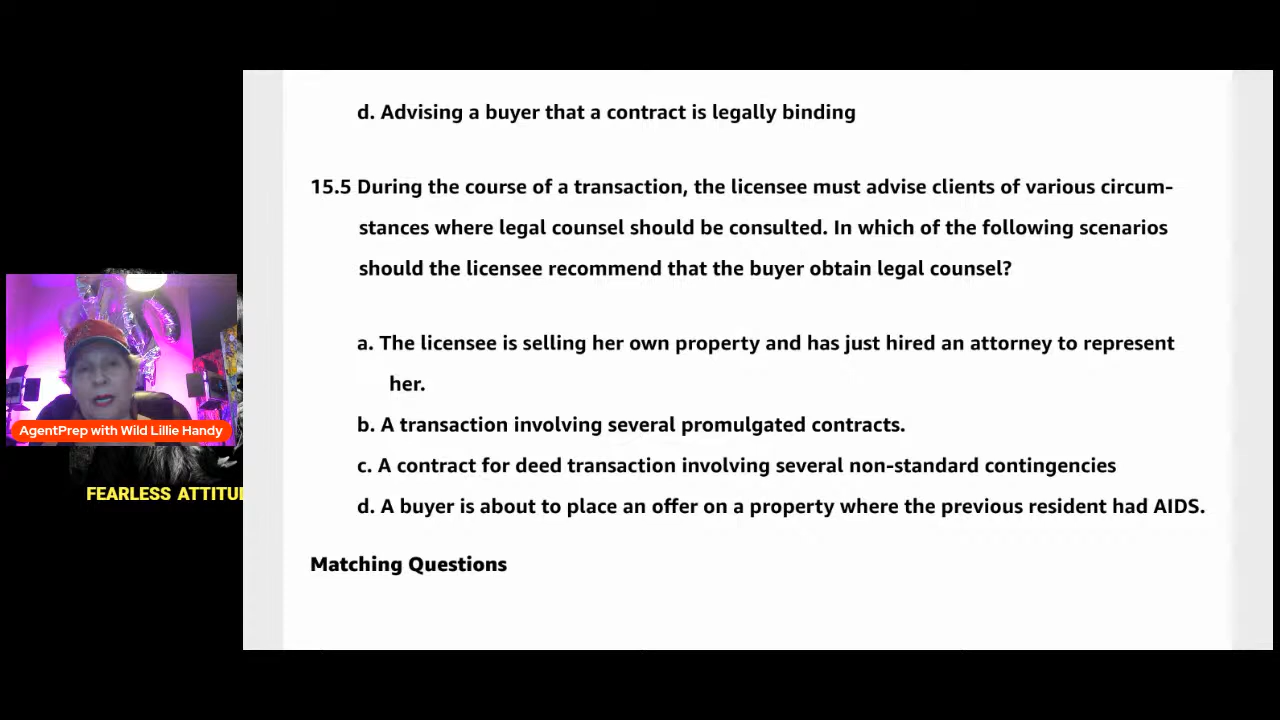 d. Advising a buyer that a contract is legally binding
15.5 During the course of a transaction, the licensee must advise clients of various circum-
stances where legal counsel should be consulted. In which of the following scenarios
should the licensee recommend that the buyer obtain legal counsel?
a. The licensee is selling her own property and has just hired an attorney to represent
her.
b. A transaction involving several promulgated contracts.
c. A contract for deed transaction involving several non-standard contingencies
d. A buyer is about to place an offer on a property where the previous resident had AIDS.
Matching Questions
AgentPrep with Wild Lillie Handy
FEARLESS ATTITU